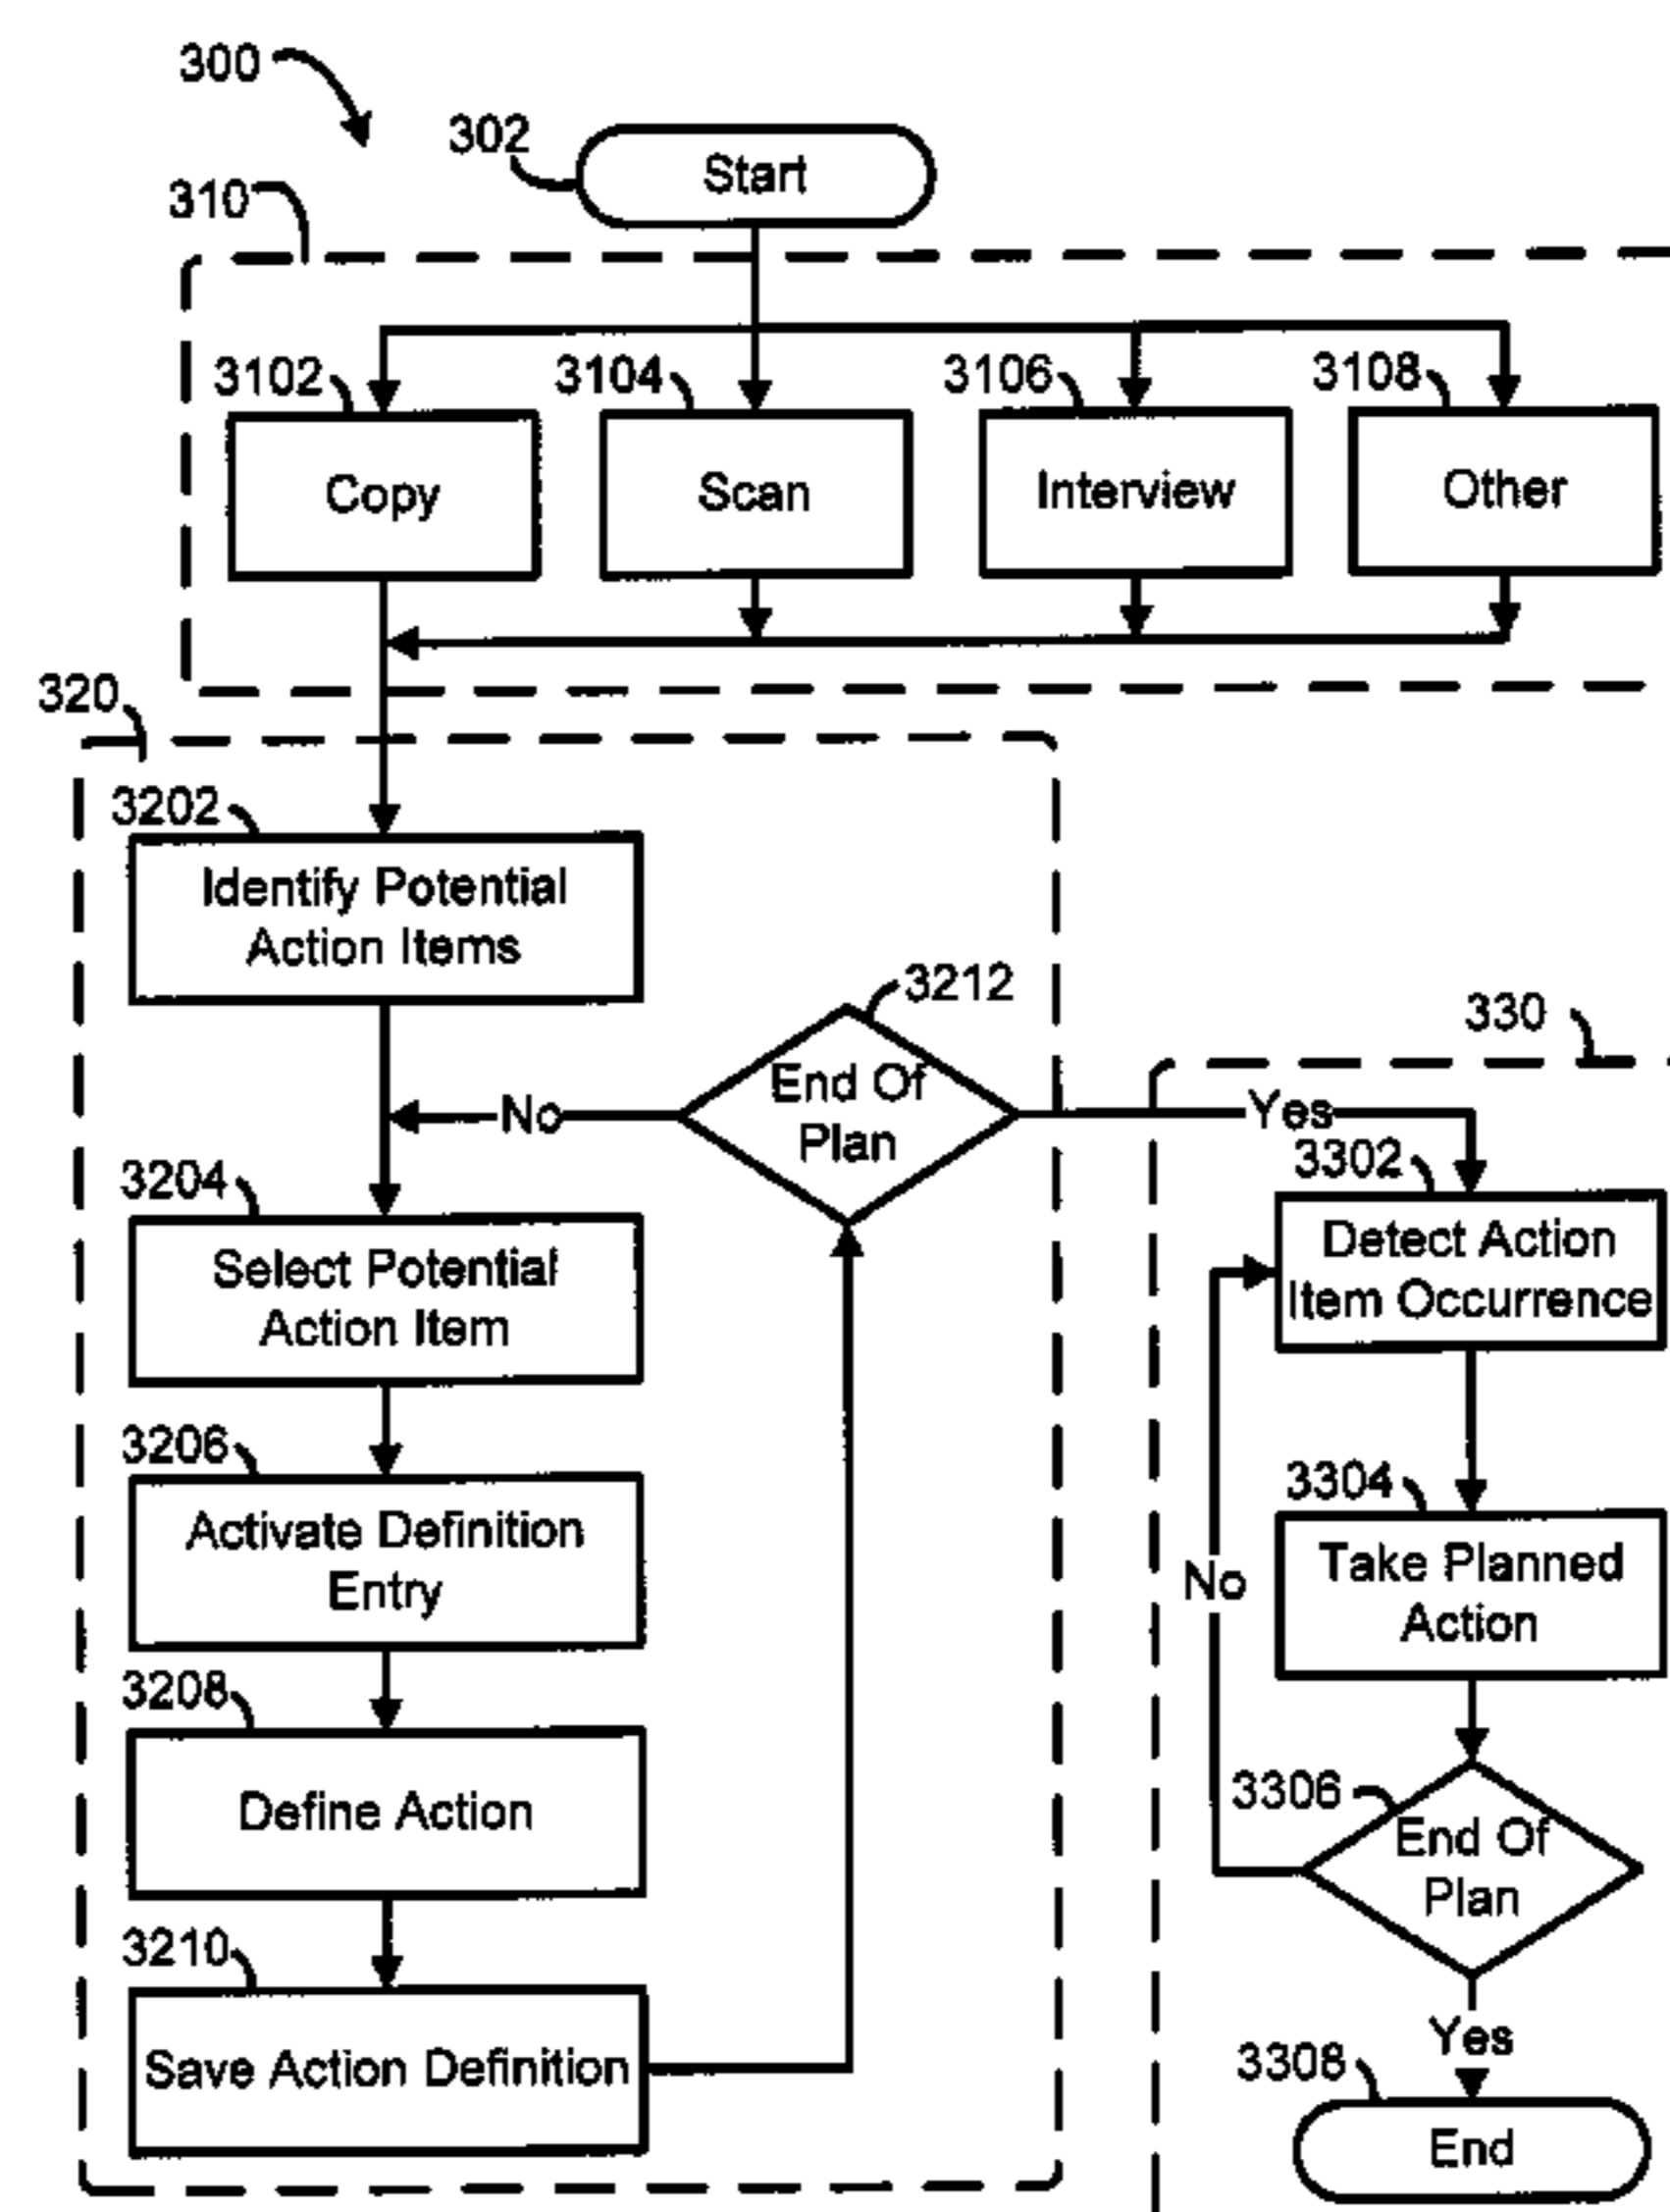 300
302
Start
310
3102
3104
3106
3108
Copy
Scan
Interview
Other
320
3202
Identify Potential
Action Items
3212
End Of
Plan
No
Yes
330
3204
Select Potential
Action Item
3302
Detect Action
Item Occurrence
3206
Activate Definition
Entry
3304
Take Planned
Action
No
3208
Define Action
3306
End Of
Plan
3210
Save Action Definition
Yes
3308
End